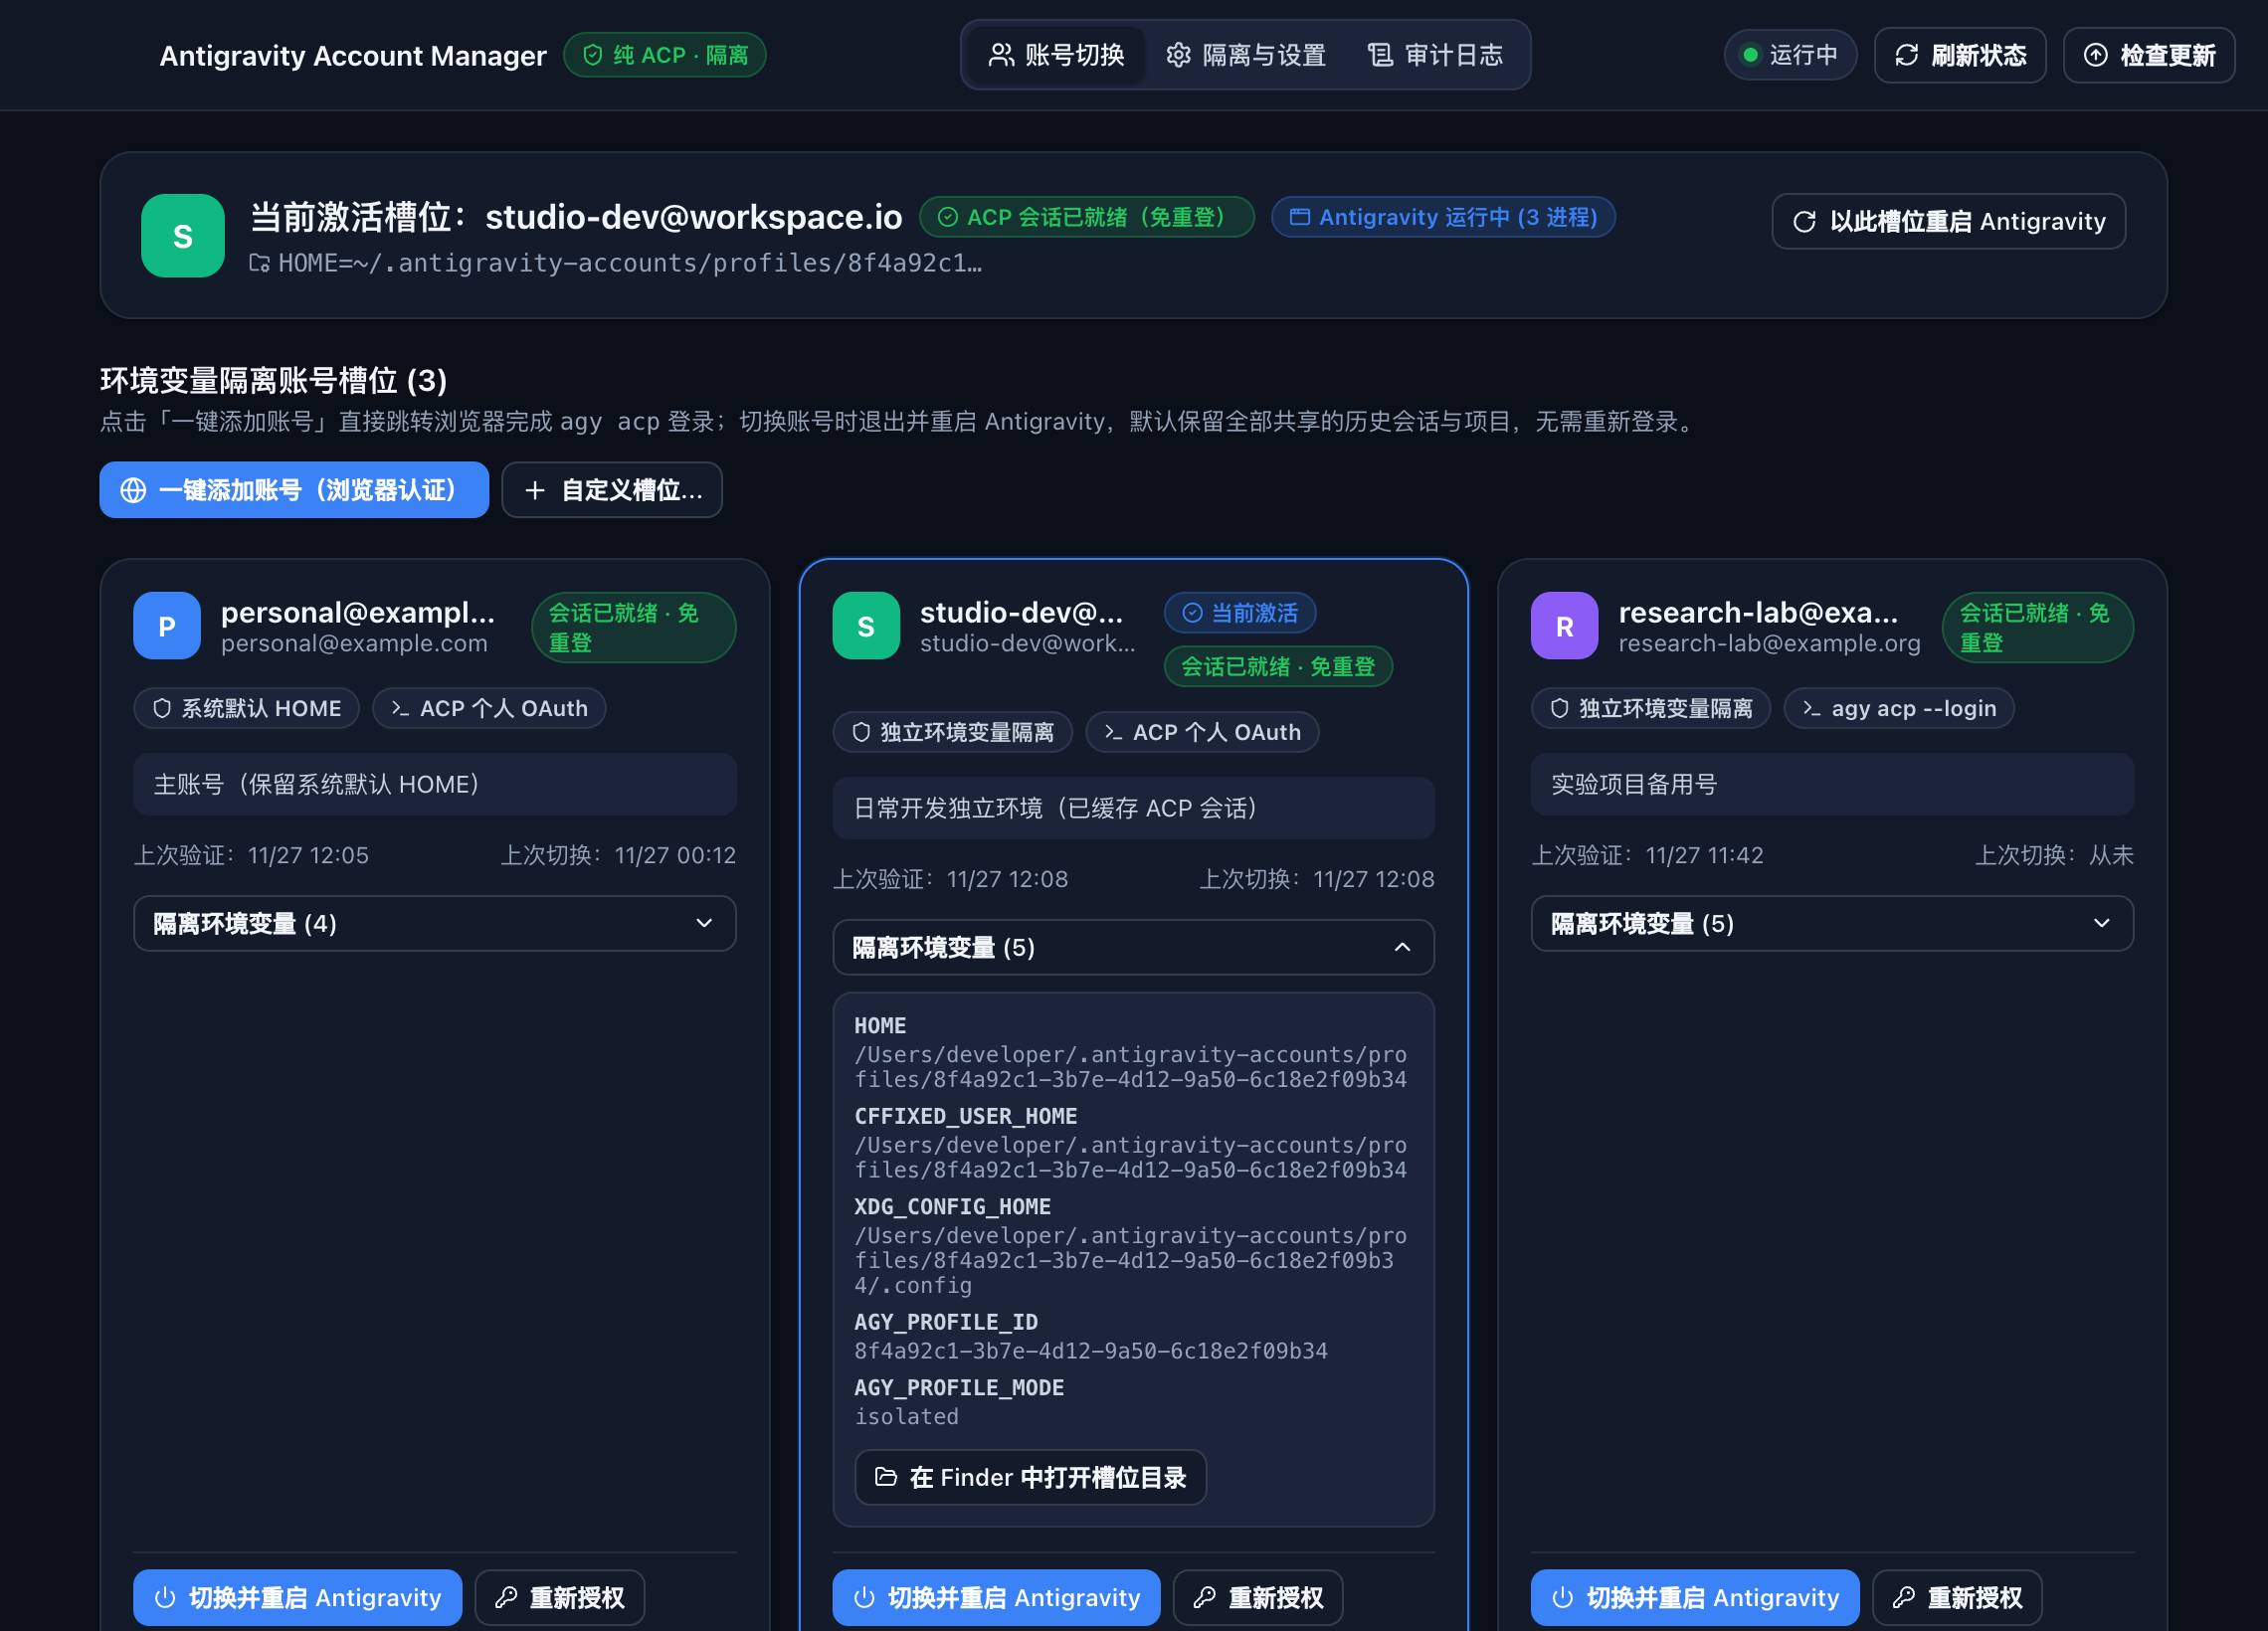 Antigravity Account Manager
纯 ACP · 隔离
账号切换
隔离与设置
审计日志
运行中
刷新状态
检查更新
S
当前激活槽位：studio-dev@workspace.io
ACP 会话已就绪（免重登）
Antigravity 运行中 (3 进程)
以此槽位重启 Antigravity
HOME=~/.antigravity-accounts/profiles/8f4a92c1…
环境变量隔离账号槽位 (3)
点击「一键添加账号」直接跳转浏览器完成 agy acp 登录；切换账号时退出并重启 Antigravity，默认保留全部共享的历史会话与项目，无需重新登录。
一键添加账号（浏览器认证）
自定义槽位...
P
personal@exampl...
personal@example.com
会话已就绪 · 免
重登
系统默认 HOME
ACP 个人 OAuth
主账号（保留系统默认 HOME）
上次验证：11/27 12:05
上次切换：11/27 00:12
隔离环境变量 (4)
切换并重启 Antigravity
重新授权
S
studio-dev@...
studio-dev@work...
当前激活
会话已就绪 · 免重登
独立环境变量隔离
ACP 个人 OAuth
日常开发独立环境（已缓存 ACP 会话）
上次验证：11/27 12:08
上次切换：11/27 12:08
隔离环境变量 (5)
HOME
/Users/developer/.antigravity-accounts/pro
files/8f4a92c1-3b7e-4d12-9a50-6c18e2f09b34
CFFIXED_USER_HOME
/Users/developer/.antigravity-accounts/pro
files/8f4a92c1-3b7e-4d12-9a50-6c18e2f09b34
XDG_CONFIG_HOME
/Users/developer/.antigravity-accounts/pro
files/8f4a92c1-3b7e-4d12-9a50-6c18e2f09b3
4/.config
AGY_PROFILE_ID
8f4a92c1-3b7e-4d12-9a50-6c18e2f09b34
AGY_PROFILE_MODE
isolated
在 Finder 中打开槽位目录
切换并重启 Antigravity
重新授权
R
research-lab@exa...
research-lab@example.org
会话已就绪 · 免
重登
独立环境变量隔离
agy acp --login
实验项目备用号
上次验证：11/27 11:42
上次切换：从未
隔离环境变量 (5)
切换并重启 Antigravity
重新授权